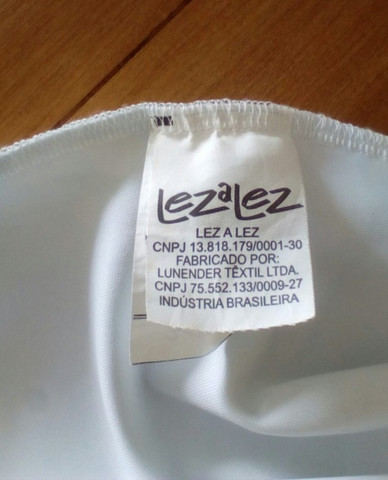 LezaLez
LEZ A LEZ
CNPJ 13.818.179/0001-30
FABRICADO POR:
LUNENDER TÊXTIL LTDA.
CNPJ 75.552.133/0009-27
INDÚSTRIA BRASILEIRA